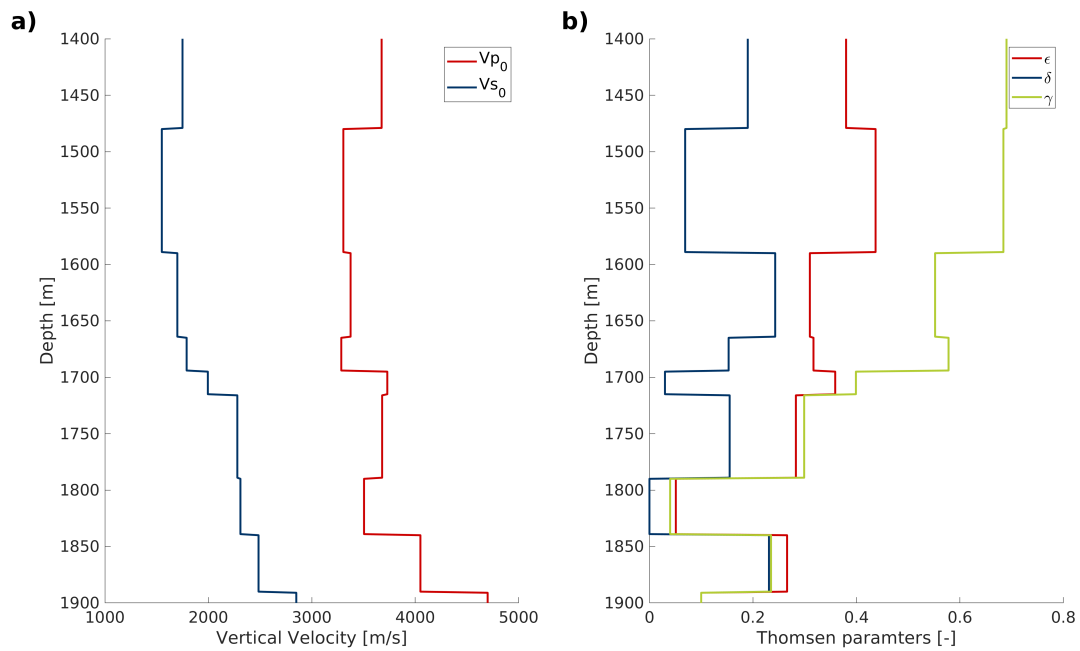 a)
1400
1450
1500
1550
1600
1650
1700
1750
1800
1850
1900
Depth [m]
1000 2000 3000 4000 5000
Vertical Velocity [m/s]
Vp0
Vs0
b)
1400
1450
1500
1550
1600
1650
1700
1750
1800
1850
1900
Depth [m]
0 0.2 0.4 0.6 0.8
Thomsen paramters [-]
ϵ
δ
γ